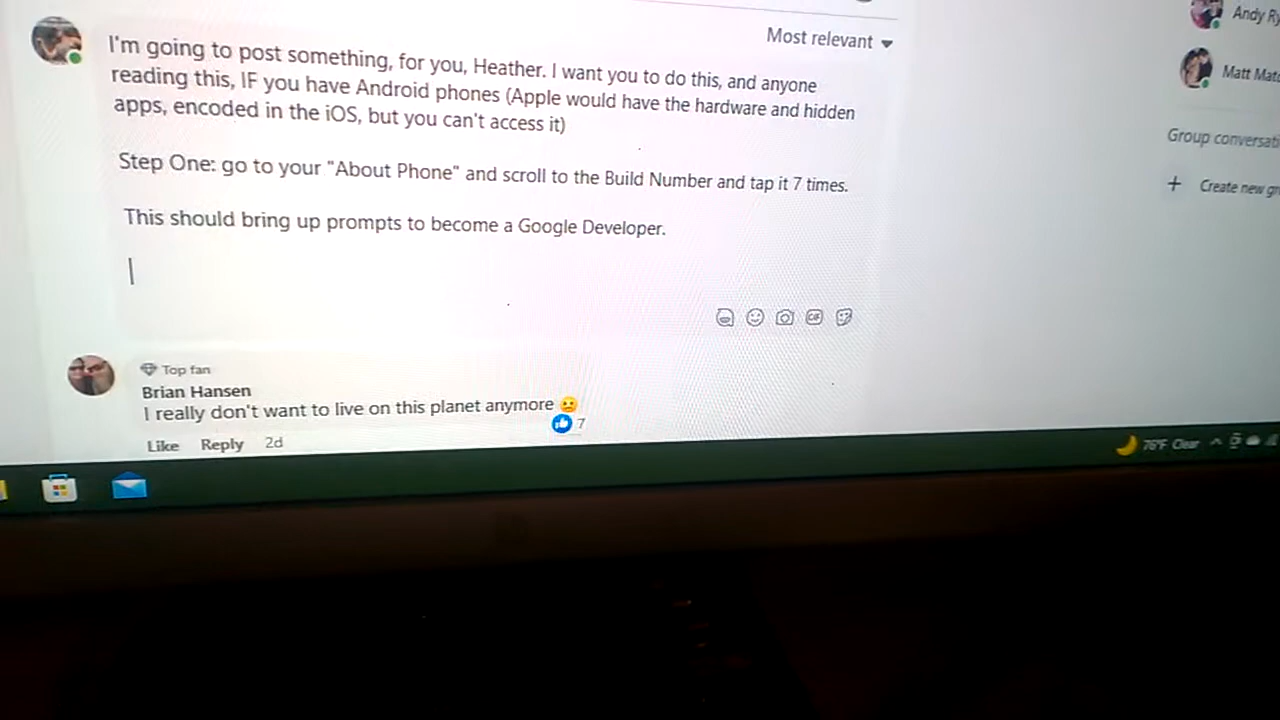 Most relevant
I'm going to post something, for you, Heather. I want you to do this, and anyone
reading this, IF you have Android phones (Apple would have the hardware and hidden
apps, encoded in the iOS, but you can't access it)
Step One: go to your "About Phone" and scroll to the Build Number and tap it 7 times.
This should bring up prompts to become a Google Developer.
GIF
Top fan
Brian Hansen
I really don't want to live on this planet anymore
7
Like Reply 2d
Andy Ry
Matt Mat
Group conversati
Create new gr
76°F Clear